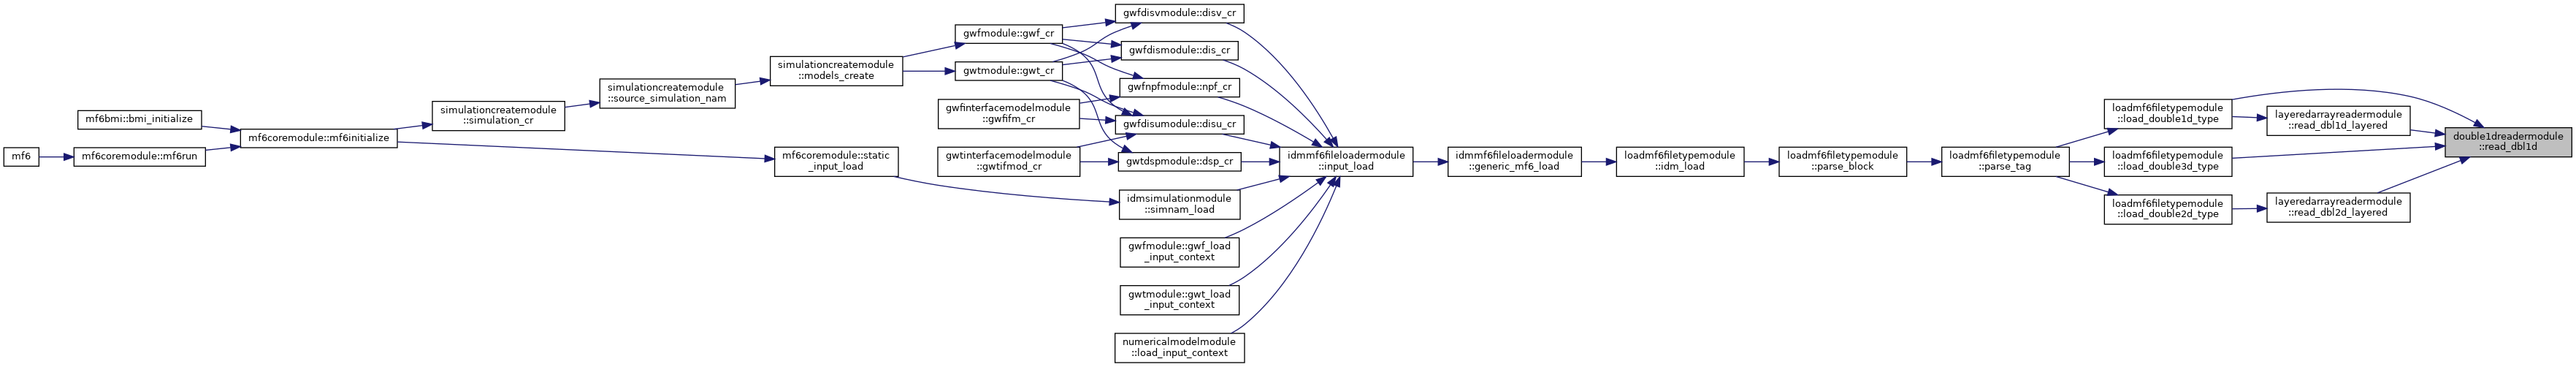 mf6
mf6bmi::bmi_initialize
mf6coremodule::mf6run
mf6coremodule::mf6initialize
simulationcreatemodule
::simulation_cr
simulationcreatemodule
::source_simulation_nam
simulationcreatemodule
::models_create
mf6coremodule::static
_input_load
gwfmodule::gwf_cr
gwtmodule::gwt_cr
gwfinterfacemodelmodule
::gwfifm_cr
gwtinterfacemodelmodule
::gwtifmod_cr
gwfdisvmodule::disv_cr
gwfdismodule::dis_cr
gwfnpfmodule::npf_cr
gwfdisumodule::disu_cr
gwtdspmodule::dsp_cr
idmsimulationmodule
::simnam_load
gwfmodule::gwf_load
_input_context
gwtmodule::gwt_load
_input_context
numericalmodelmodule
::load_input_context
idmmf6fileloadermodule
::input_load
idmmf6fileloadermodule
::generic_mf6_load
loadmf6filetypemodule
::idm_load
loadmf6filetypemodule
::parse_block
loadmf6filetypemodule
::parse_tag
loadmf6filetypemodule
::load_double1d_type
loadmf6filetypemodule
::load_double3d_type
loadmf6filetypemodule
::load_double2d_type
layeredarrayreadermodule
::read_dbl1d_layered
layeredarrayreadermodule
::read_dbl2d_layered
double1dreadermodule
::read_dbl1d